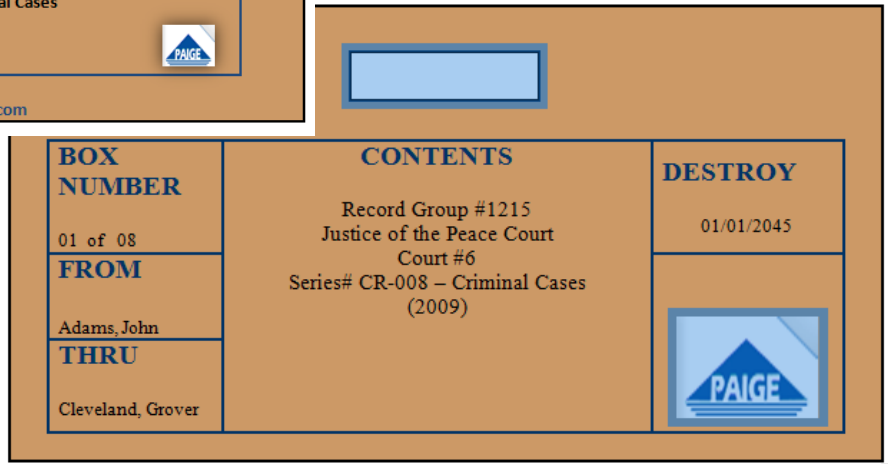 al Cases
PAIGE
com
BOX
NUMBER
01 of 08
FROM
Adams, John
THRU
Cleveland, Grover
CONTENTS
Record Group #1215
Justice of the Peace Court
Court #6
Series# CR-008 – Criminal Cases
(2009)
DESTROY
01/01/2045
PAIGE